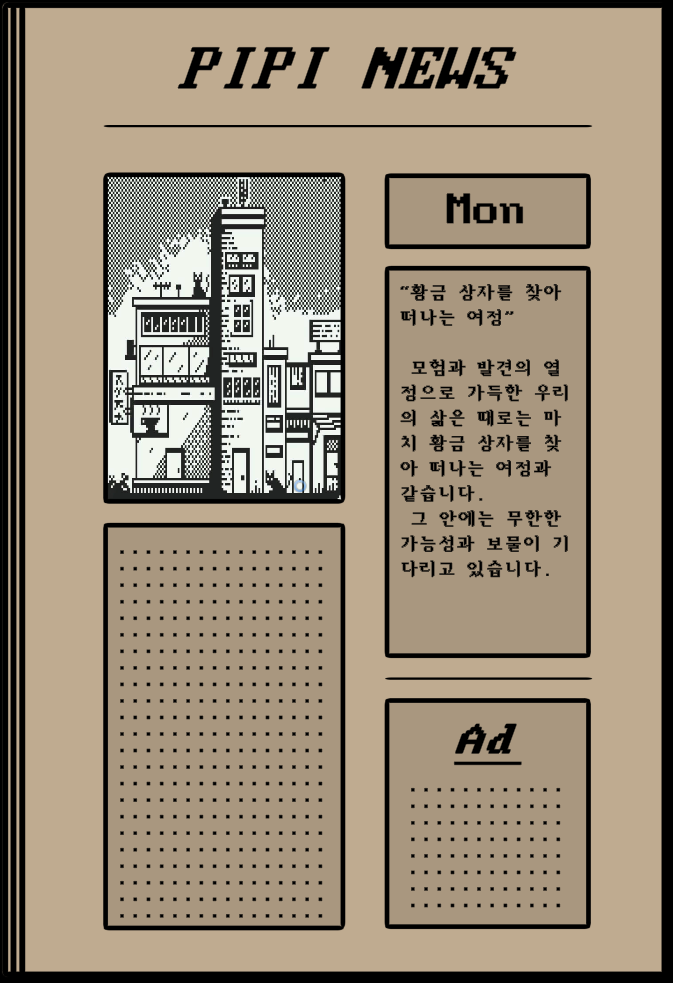 PIPI NEWS
Mon
“황금 상자를 찾아
떠나는 여정”
모험과 발견의 열
정으로 가득한 우리
의 삶은 때로는 마
치 황금 상자를 찾
아 떠나는 여정과
같습니다.
그 안에는 무한한
가능성과 보물이 기
다리고 있습니다.
Ad